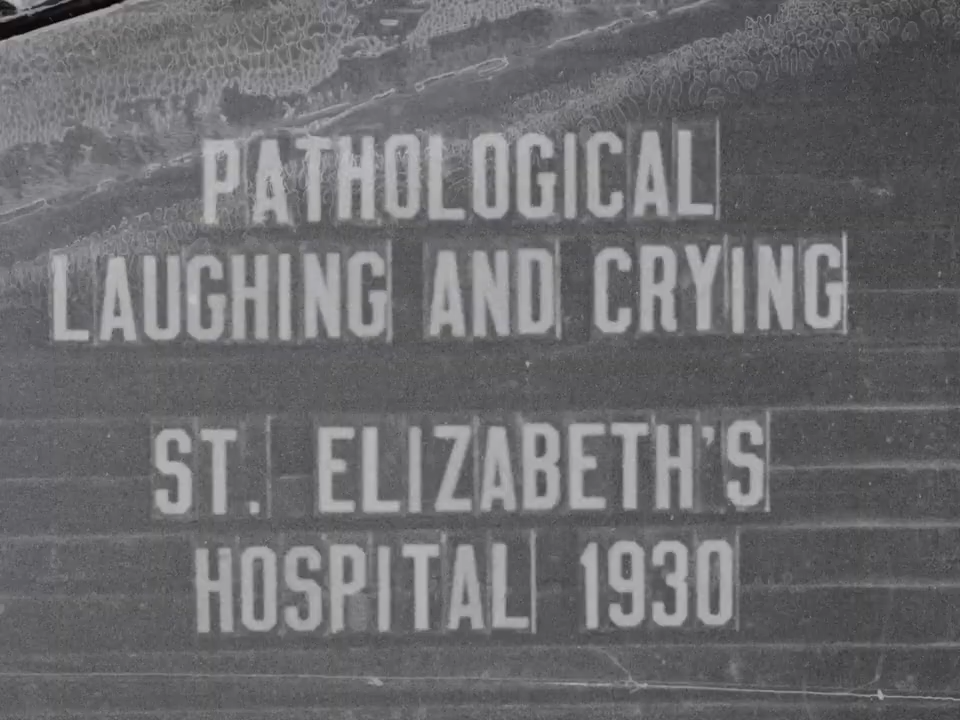 PATHOLOGICAL
LAUGHING AND CRYING
ST. ELIZABETH'S
HOSPITAL 1930